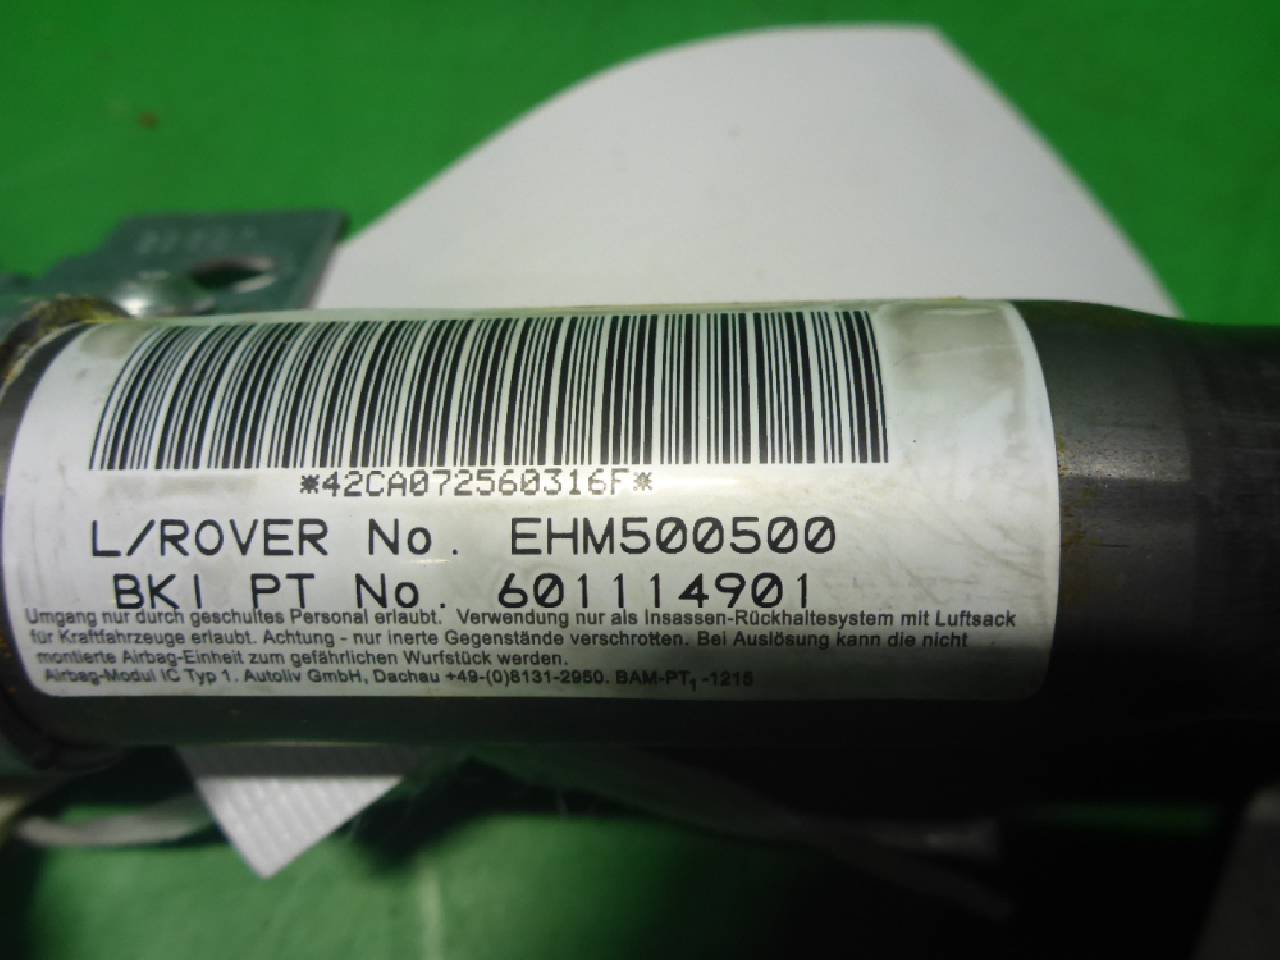 *42CA072560316F*
L/ROVER No. EHM500500
BKI PT No. 601114901
Umgang nur durch geschultes Personal erlaubt. Verwendung nur als Insassen-Rückhaltesystem mit Luftsack
für Kraftfahrzeuge erlaubt. Achtung - nur inerte Gegenstände verschrotten. Bei Auslösung kann die nicht
montierte Airbag-Einheit zum gefährlichen Wurfstück werden.
Airbag-Modul IC Typ 1. Autoliv GmbH, Dachau +49-(0)8131-2950. BAM-PT1 -1215